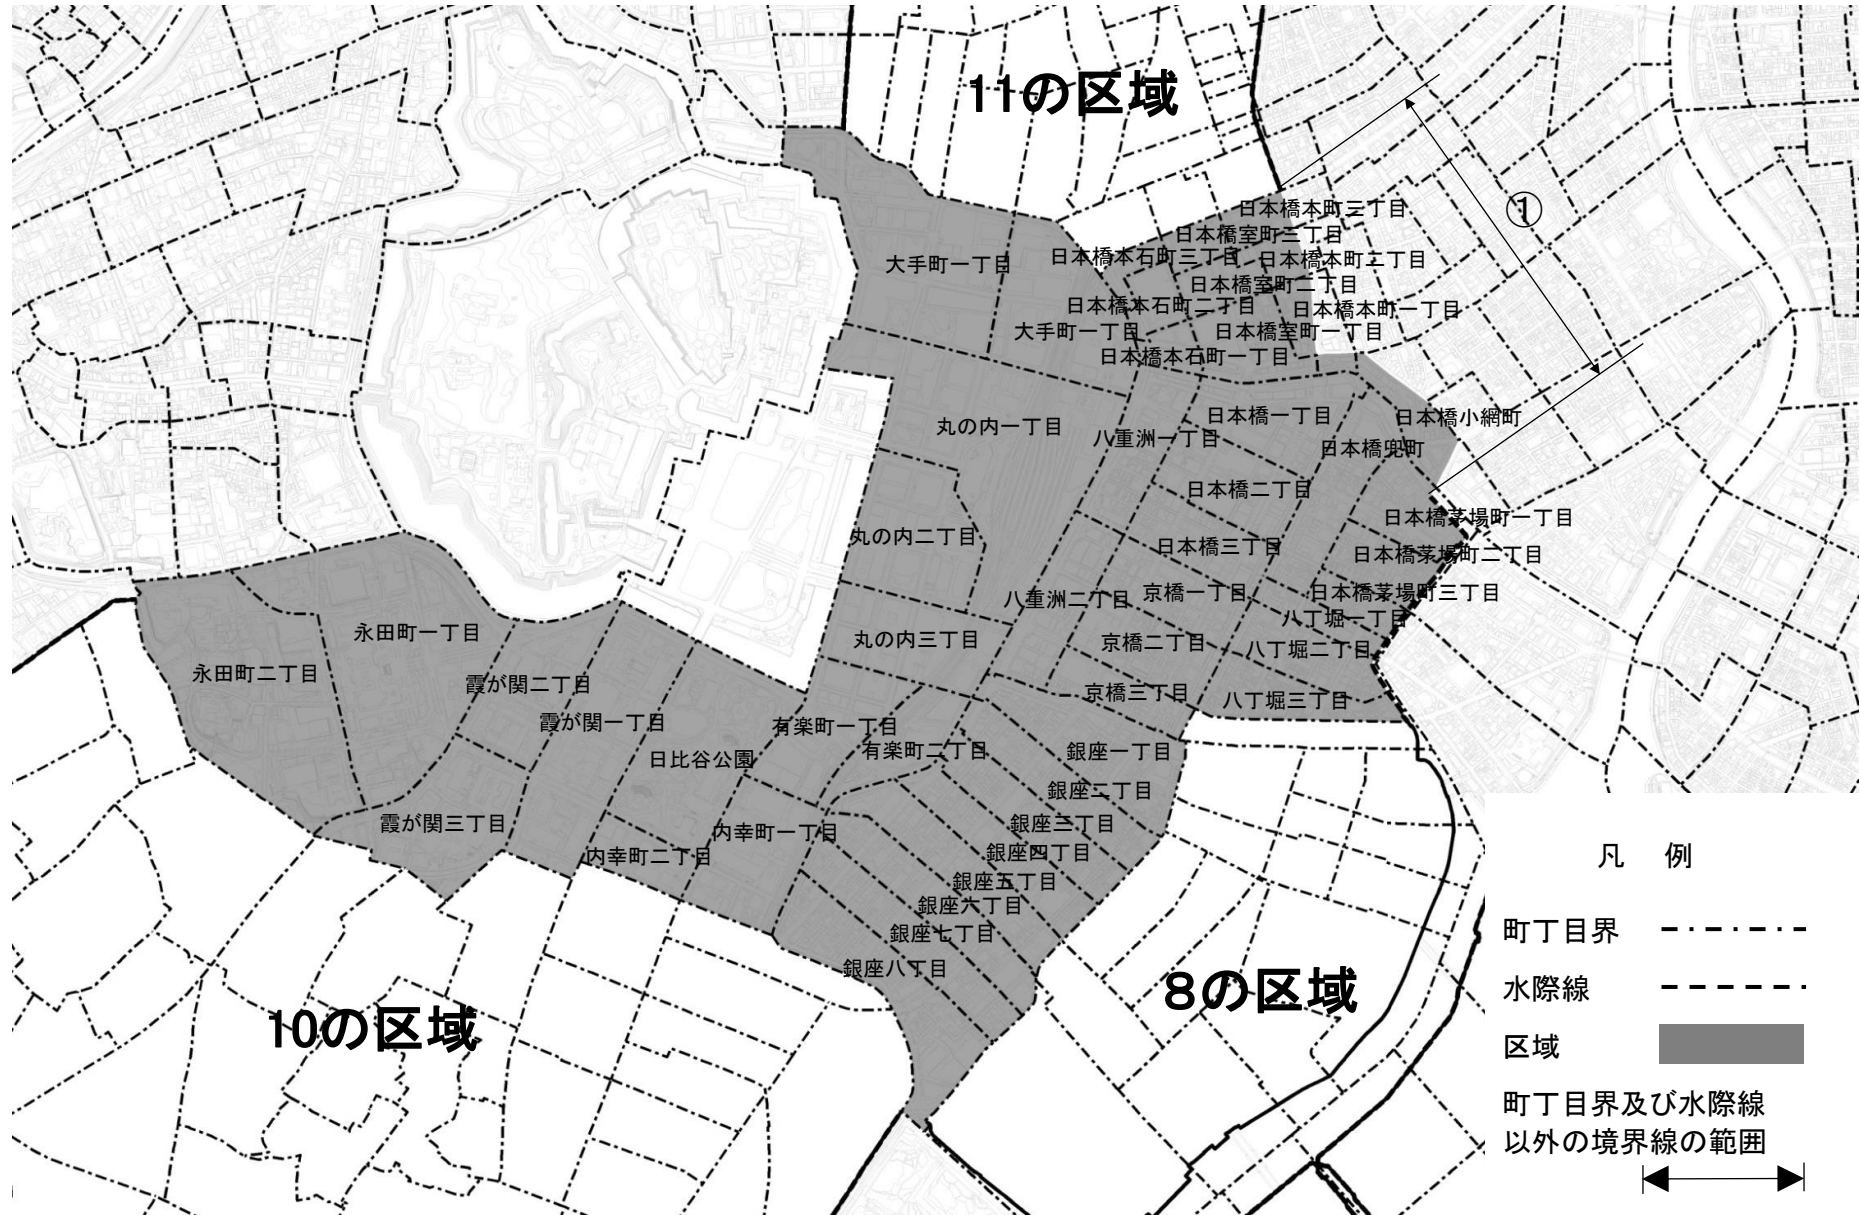 11の区域
①
日本橋本町三丁目
日本橋室町三丁目
日本橋本石町三丁目
日本橋本町二丁目
大手町一丁目
日本橋室町二丁目
日本橋本石町二丁目
日本橋本町一丁目
大手町一丁目
日本橋室町一丁目
日本橋本石町一丁目
日本橋一丁目
日本橋小網町
丸の内一丁目
八重洲一丁目
日本橋兜町
日本橋二丁目
日本橋茅場町一丁目
丸の内二丁目
日本橋三丁目
日本橋茅場町二丁目
八重洲二丁目
京橋一丁目
日本橋茅場町三丁目
八丁堀一丁目
永田町一丁目
丸の内三丁目
京橋二丁目
八丁堀二丁目
永田町二丁目
霞が関二丁目
京橋三丁目
八丁堀三丁目
霞が関一丁目
有楽町一丁目
日比谷公園
有楽町二丁目
銀座一丁目
銀座二丁目
霞が関三丁目
内幸町一丁目
銀座三丁目
内幸町二丁目
銀座四丁目
銀座五丁目
銀座六丁目
銀座七丁目
銀座八丁目
10の区域
8の区域
凡 例
町丁目界
水際線
区域
町丁目界及び水際線
以外の境界線の範囲